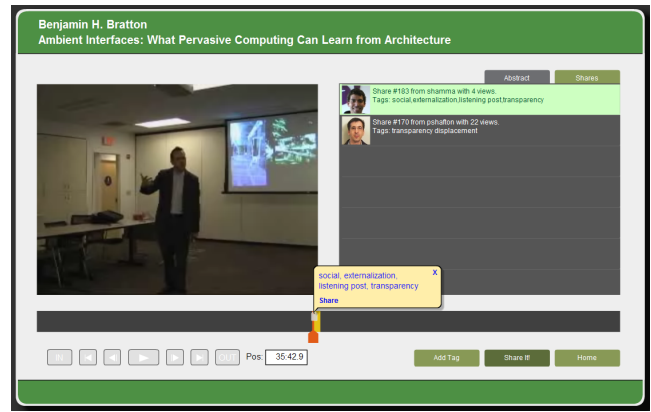 Benjamin H. Bratton
Ambient Interfaces: What Pervasive Computing Can Learn from Architecture
Abstract
Shares
Share #183 from shamma with 4 views.
Tags: social,externalization,listening post,transparency
Share #170 from pshafton with 22 views.
Tags: transparency displacement
social, externalization,
X
listening post, transparency
Share
IN
OUT
Pos:
35:42.9
Add Tag
Share It!
Home